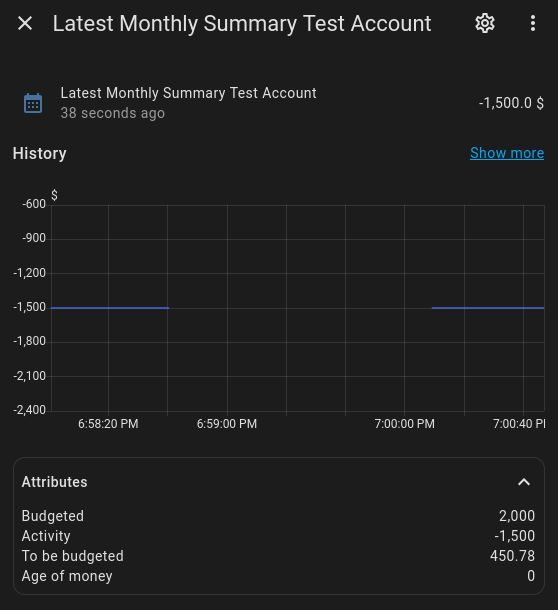 Latest Monthly Summary Test Account
Latest Monthly Summary Test Account
-1,500.0 $
38 seconds ago
History
Show more
$
-600
-900
-1,200
-1,500
-1,800
-2,100
-2,400
6:58:20 PM 6:59:00 PM 7:00:00 PM 7:00:40 P
Attributes
Budgeted 2,000
Activity -1,500
To be budgeted 450.78
Age of money 0